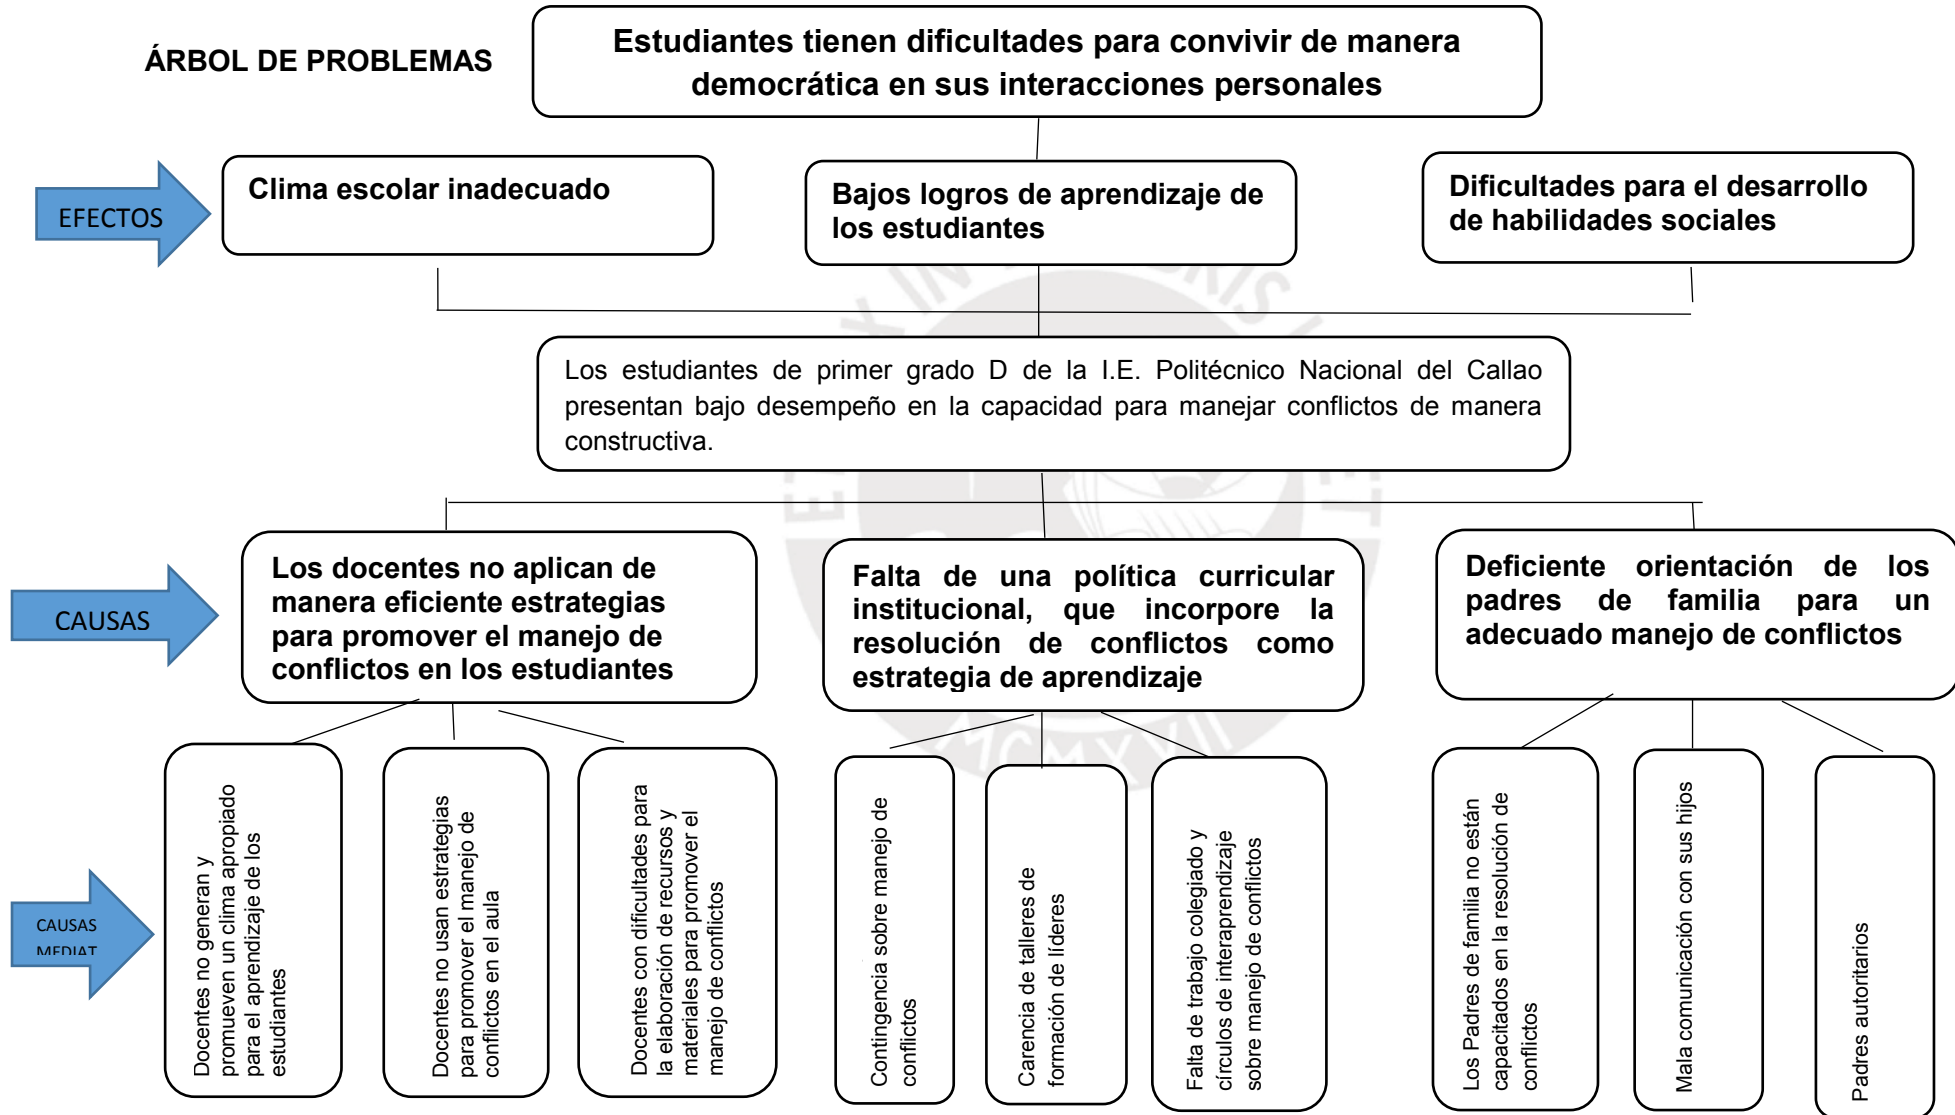 ÁRBOL DE PROBLEMAS
Estudiantes tienen dificultades para convivir de manera
democrática en sus interacciones personales
EFECTOS
Clima escolar inadecuado
Bajos logros de aprendizaje de
los estudiantes
Dificultades para el desarrollo
de habilidades sociales
Los estudiantes de primer grado D de la I.E. Politécnico Nacional del Callao
presentan bajo desempeño en la capacidad para manejar conflictos de manera
constructiva.
CAUSAS
Los docentes no aplican de
manera eficiente estrategias
para promover el manejo de
conflictos en los estudiantes
Falta de una política curricular
institucional, que incorpore la
resolución de conflictos como
estrategia de aprendizaje
Deficiente orientación de los
padres de familia para un
adecuado manejo de conflictos
CAUSAS
MEDIAT
Docentes no generan y
promueven un clima apropiado
para el aprendizaje de los
estudiantes
Docentes no usan estrategias
para promover el manejo de
conflictos en el aula
Docentes con dificultades para
la elaboración de recursos y
materiales para promover el
manejo de conflictos
Contingencia sobre manejo de
conflictos
Carencia de talleres de
formación de líderes
Falta de trabajo colegiado y
círculos de interaprendizaje
sobre manejo de conflictos
Los Padres de familia no están
capacitados en la resolución de
conflictos
Mala comunicación con sus hijos
Padres autoritarios
MCMXVII